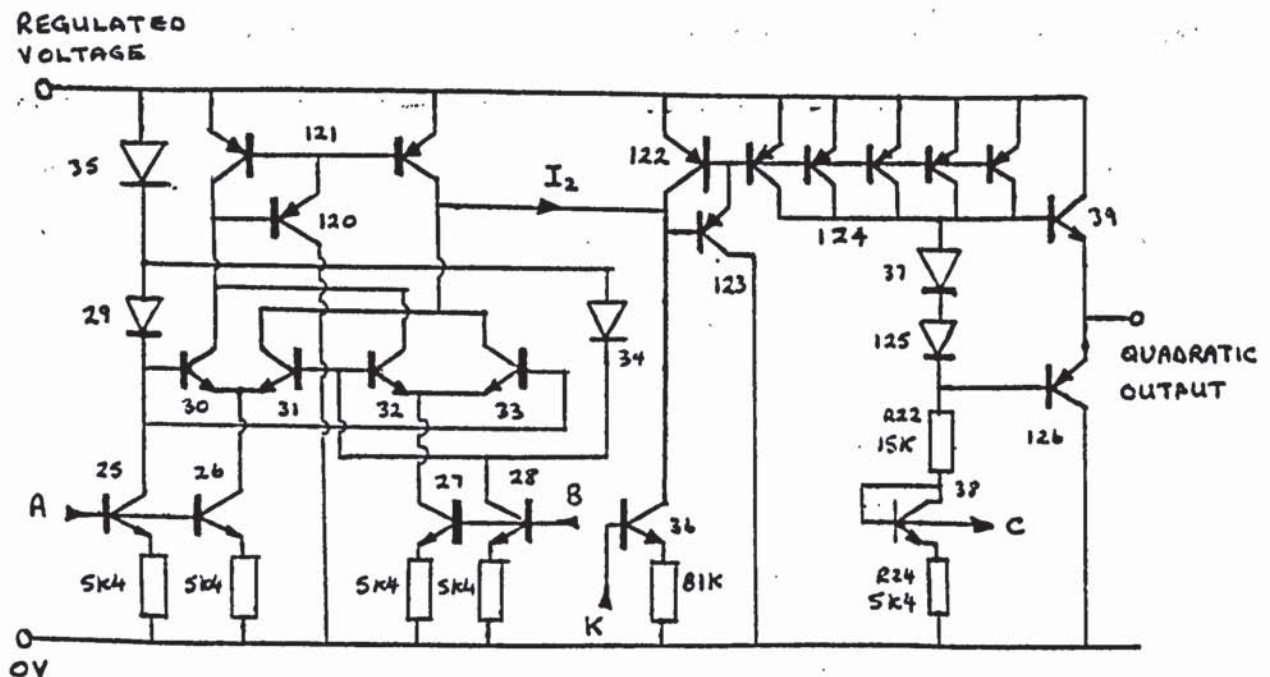 REGULATED
VOLTAGE
35
121
120
I2
122
123
124
39
37
125
29
34
QUADRATIC
OUTPUT
30
31
32
33
R22
15K
126
25
26
27
28
38
A
B
36
C
5K4
5K4
5K4
5K4
K
81K
R24
5K4
0V